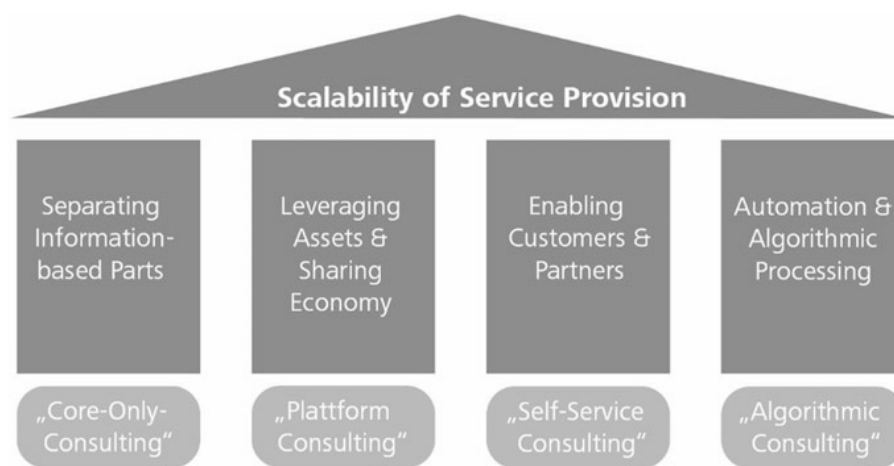 Scalability of Service Provision
Separating
Information-
based Parts
Leveraging
Assets &
Sharing
Economy
Enabling
Customers &
Partners
Automation &
Algorithmic
Processing
„Core-Only-
Consulting“
„Plattform
Consulting“
„Self-Service
Consulting“
„Algorithmic
Consulting“